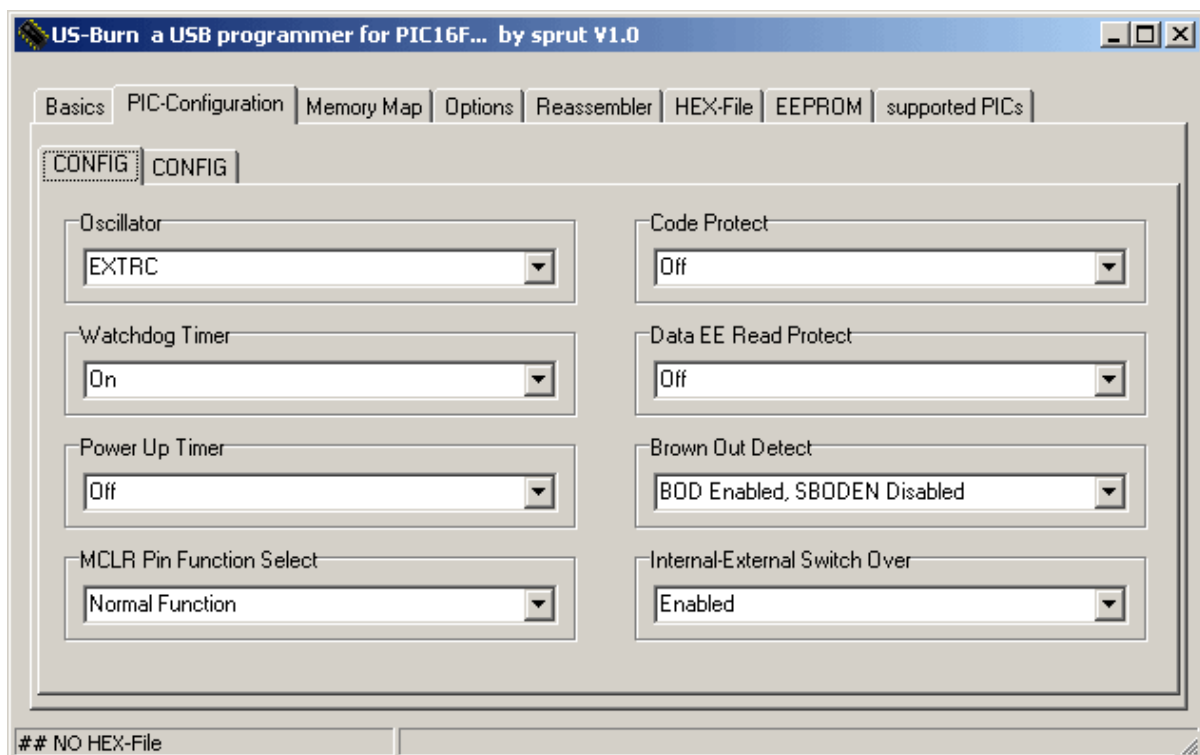 US-Burn a USB programmer for PIC16F... by sprut V1.0
Basics PIC-Configuration Memory Map Options Reassembler HEX-File EEPROM supported PICs
CONFIG CONFIG
Oscillator
EXTRC
Code Protect
Off
Watchdog Timer
On
Data EE Read Protect
Off
Power Up Timer
Off
Brown Out Detect
BOD Enabled, SBODEN Disabled
MCLR Pin Function Select
Normal Function
Internal-External Switch Over
Enabled
## NO HEX-File